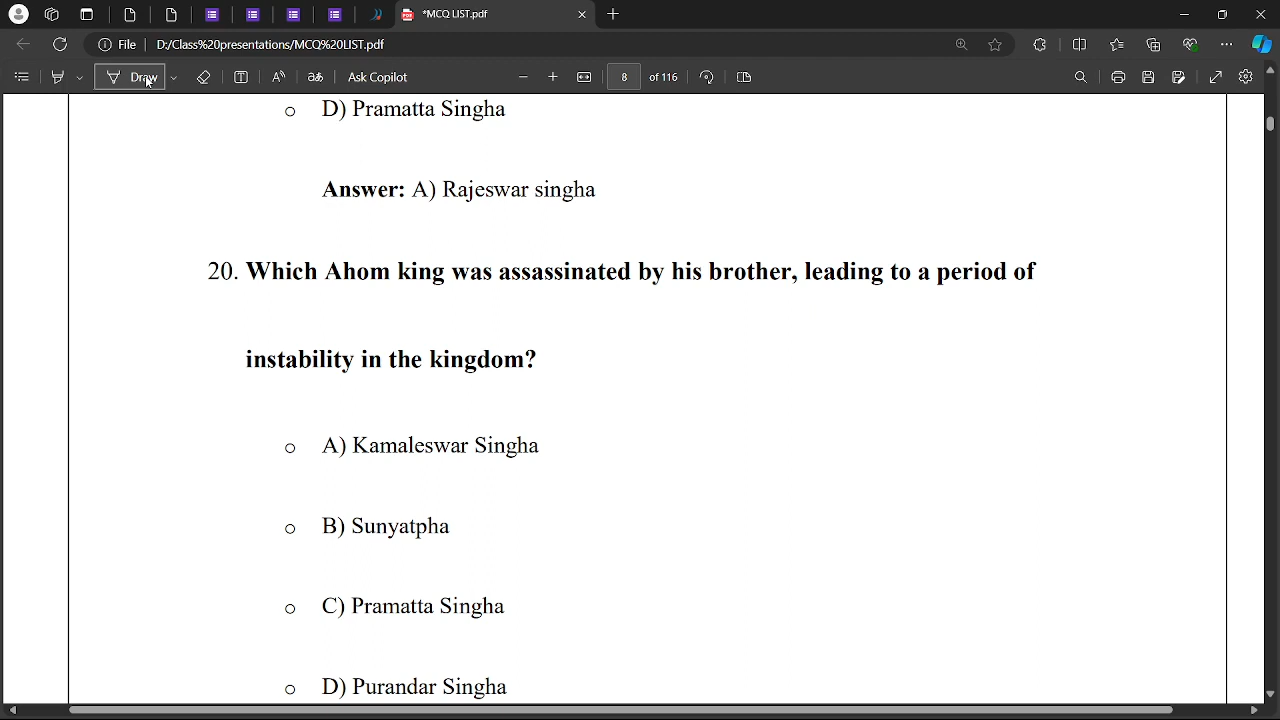 *MCQ LIST.pdf
File D:/Class%20presentations/MCQ%20LIST.pdf
Draw aあ Ask Copilot 8 of 116
D) Pramatta Singha
Answer: A) Rajeswar singha
20. Which Ahom king was assassinated by his brother, leading to a period of
instability in the kingdom?
A) Kamaleswar Singha
B) Sunyatpha
C) Pramatta Singha
D) Purandar Singha